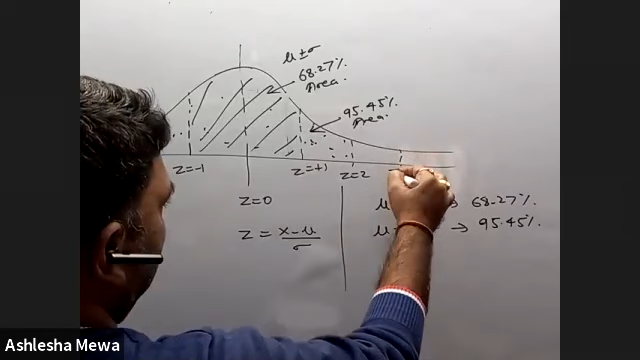 μ ± σ
68.27%
Area.
95.45%
Area.
z=-1
z=+1
z=2
z=0
μ → 68.27%
z = x-μ / σ
μ → 95.45%.
Ashlesha Mewa